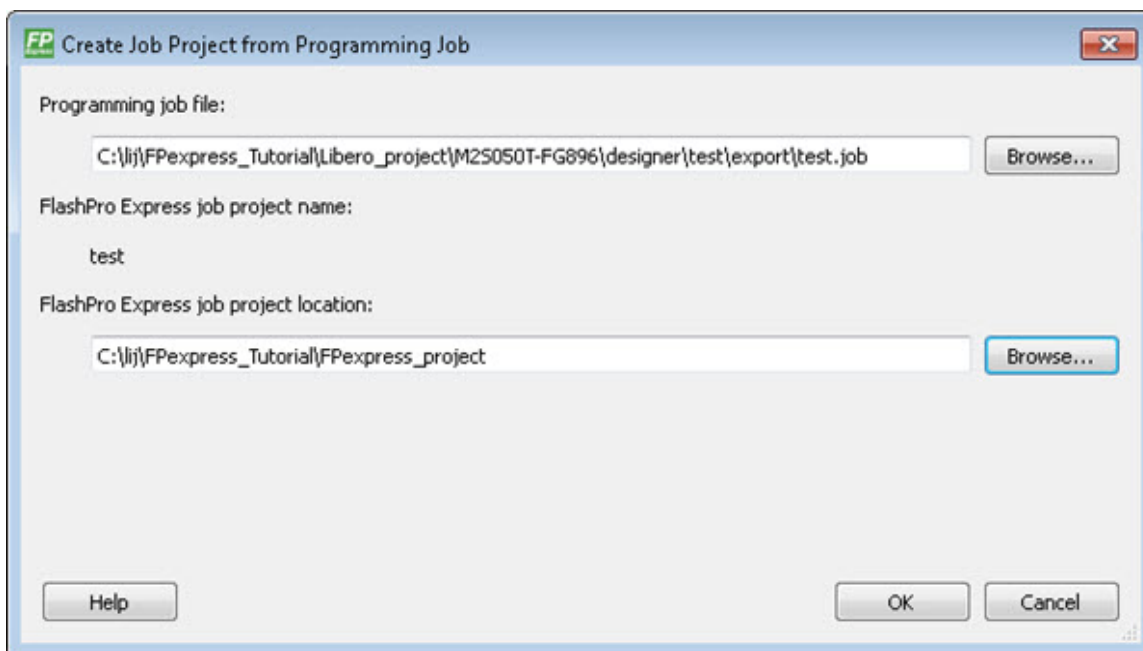 FP
Express
Create Job Project from Programming Job
Programming job file:
C:\lij\FPexpress_Tutorial\Libero_project\M2S050T-FG896\designer\test\export\test.job
Browse...
FlashPro Express job project name:
test
FlashPro Express job project location:
C:\lij\FPexpress_Tutorial\FPexpress_project
Browse...
Help
OK
Cancel